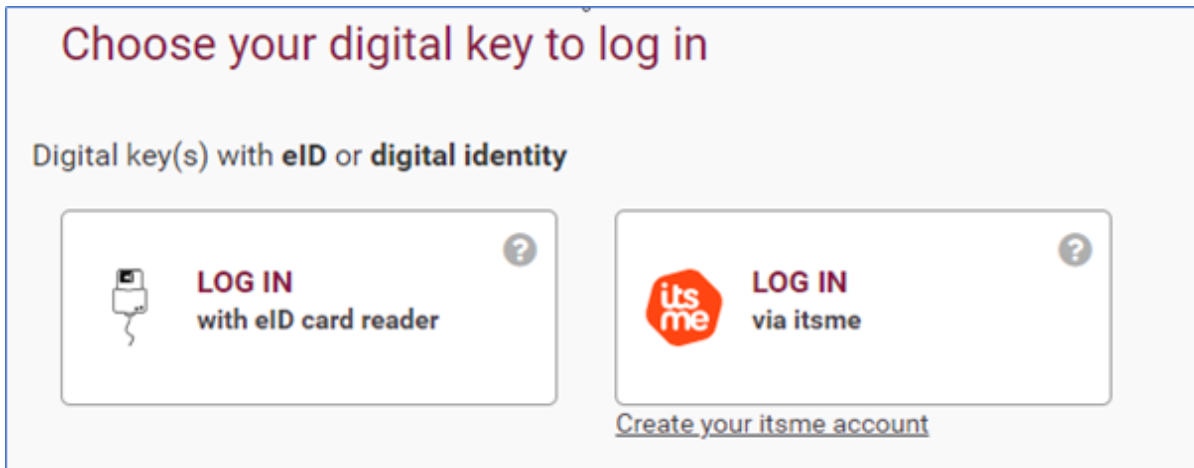 Choose your digital key to log in
Digital key(s) with eID or digital identity
?
LOG IN
with eID card reader
?
its
me
LOG IN
via itsme
Create your itsme account